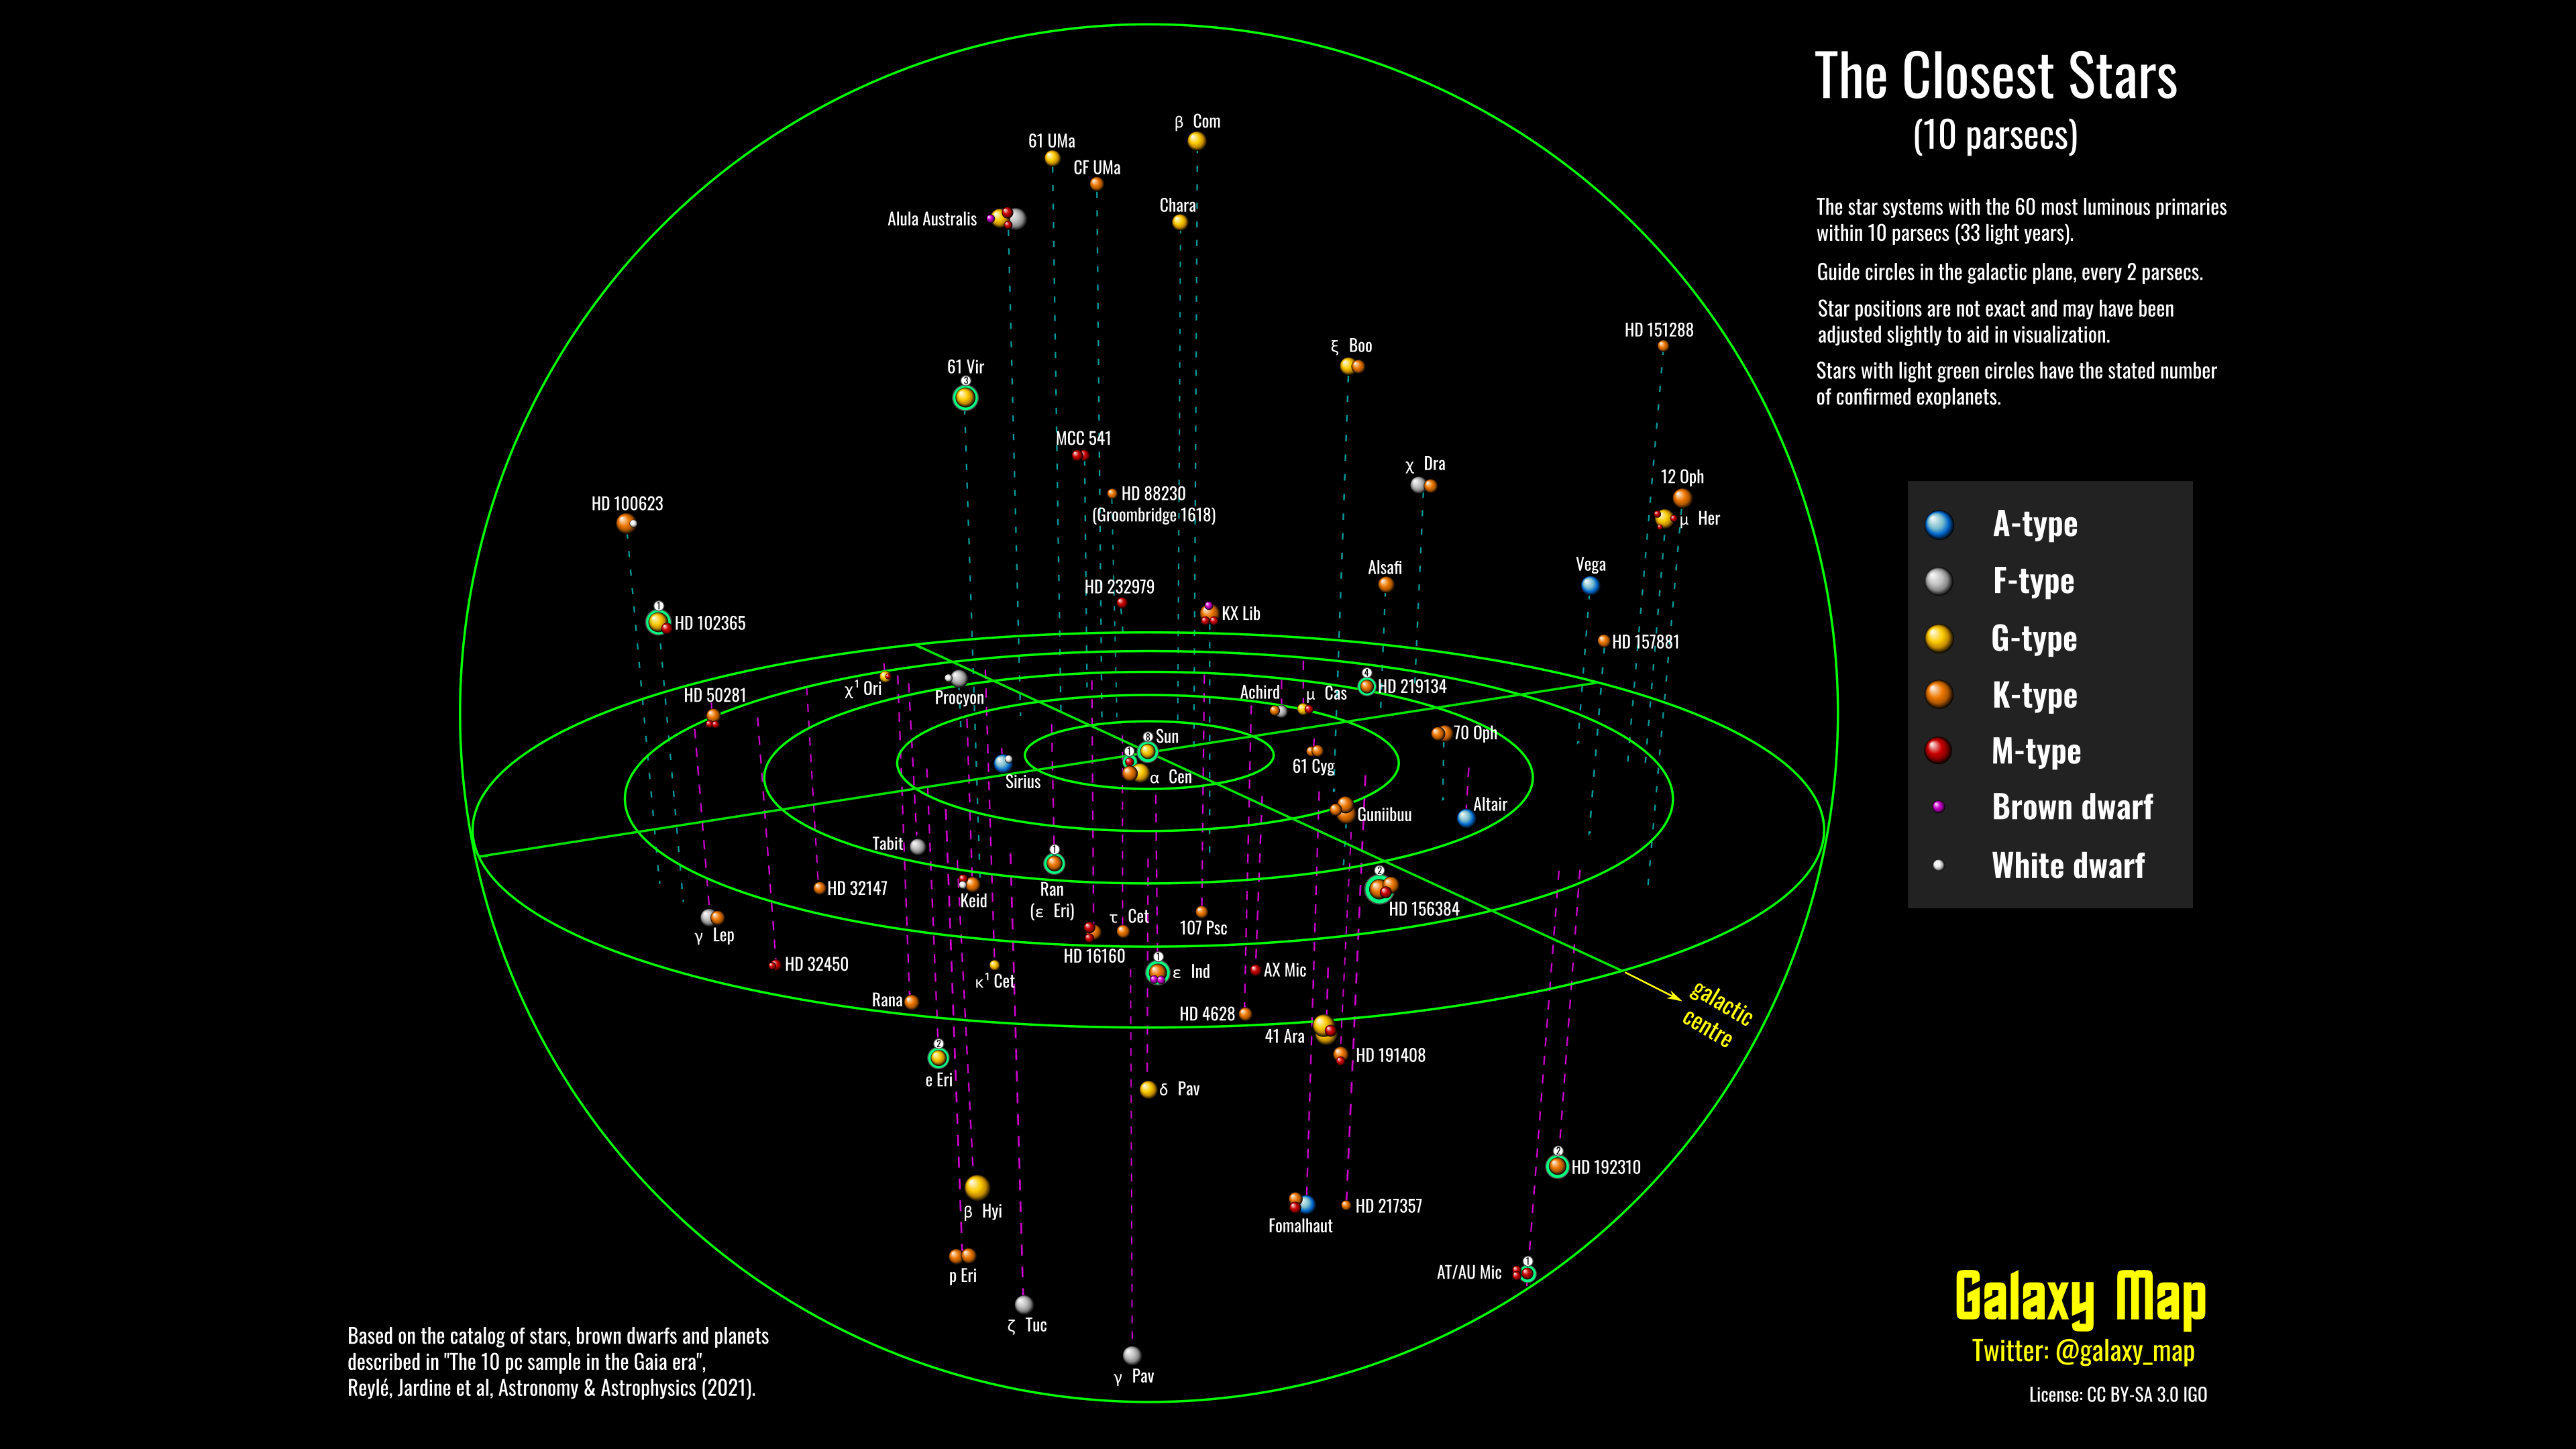 The Closest Stars
(10 parsecs)
The star systems with the 60 most luminous primaries
within 10 parsecs (33 light years).
Guide circles in the galactic plane, every 2 parsecs.
Star positions are not exact and may have been
adjusted slightly to aid in visualization.
Stars with light green circles have the stated number
of confirmed exoplanets.
A-type
F-type
G-type
K-type
M-type
Brown dwarf
White dwarf
β Com
61 UMa
CF UMa
Chara
Alula Australis
HD 151288
ξ Boo
61 Vir
3
MCC 541
χ Dra
12 Oph
HD 88230
(Groombridge 1618)
HD 100623
μ Her
Vega
Alsafi
HD 232979
1
HD 102365
KX Lib
HD 157881
χ¹ Ori
HD 50281
Procyon
Achird
μ Cas
4
HD 219134
8
Sun
70 Oph
1
α Cen
61 Cyg
Sirius
Altair
Guniibuu
Tabit
1
Ran
(ε Eri)
HD 32147
Keid
2
HD 156384
τ Cet
107 Psc
γ Lep
HD 16160
HD 32450
κ¹ Cet
1
ε Ind
AX Mic
Rana
HD 4628
41 Ara
galactic
centre
HD 191408
2
e Eri
δ Pav
2
HD 192310
β Hyi
Fomalhaut
HD 217357
p Eri
1
AT/AU Mic
ζ Tuc
γ Pav
Based on the catalog of stars, brown dwarfs and planets
described in "The 10 pc sample in the Gaia era",
Reylé, Jardine et al, Astronomy & Astrophysics (2021).
Galaxy Map
Twitter: @galaxy_map
License: CC BY-SA 3.0 IGO